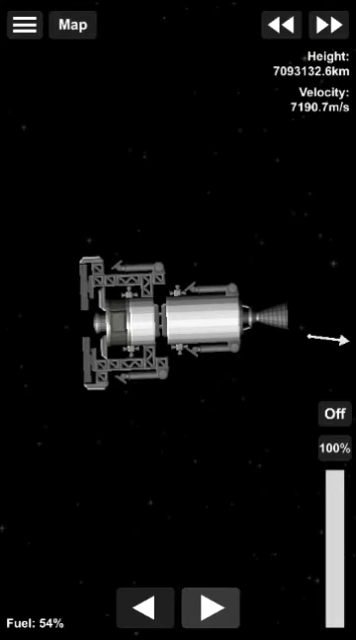 Map
Height:
7093132.6km
Velocity:
7190.7m/s
Off
100%
Fuel: 54%